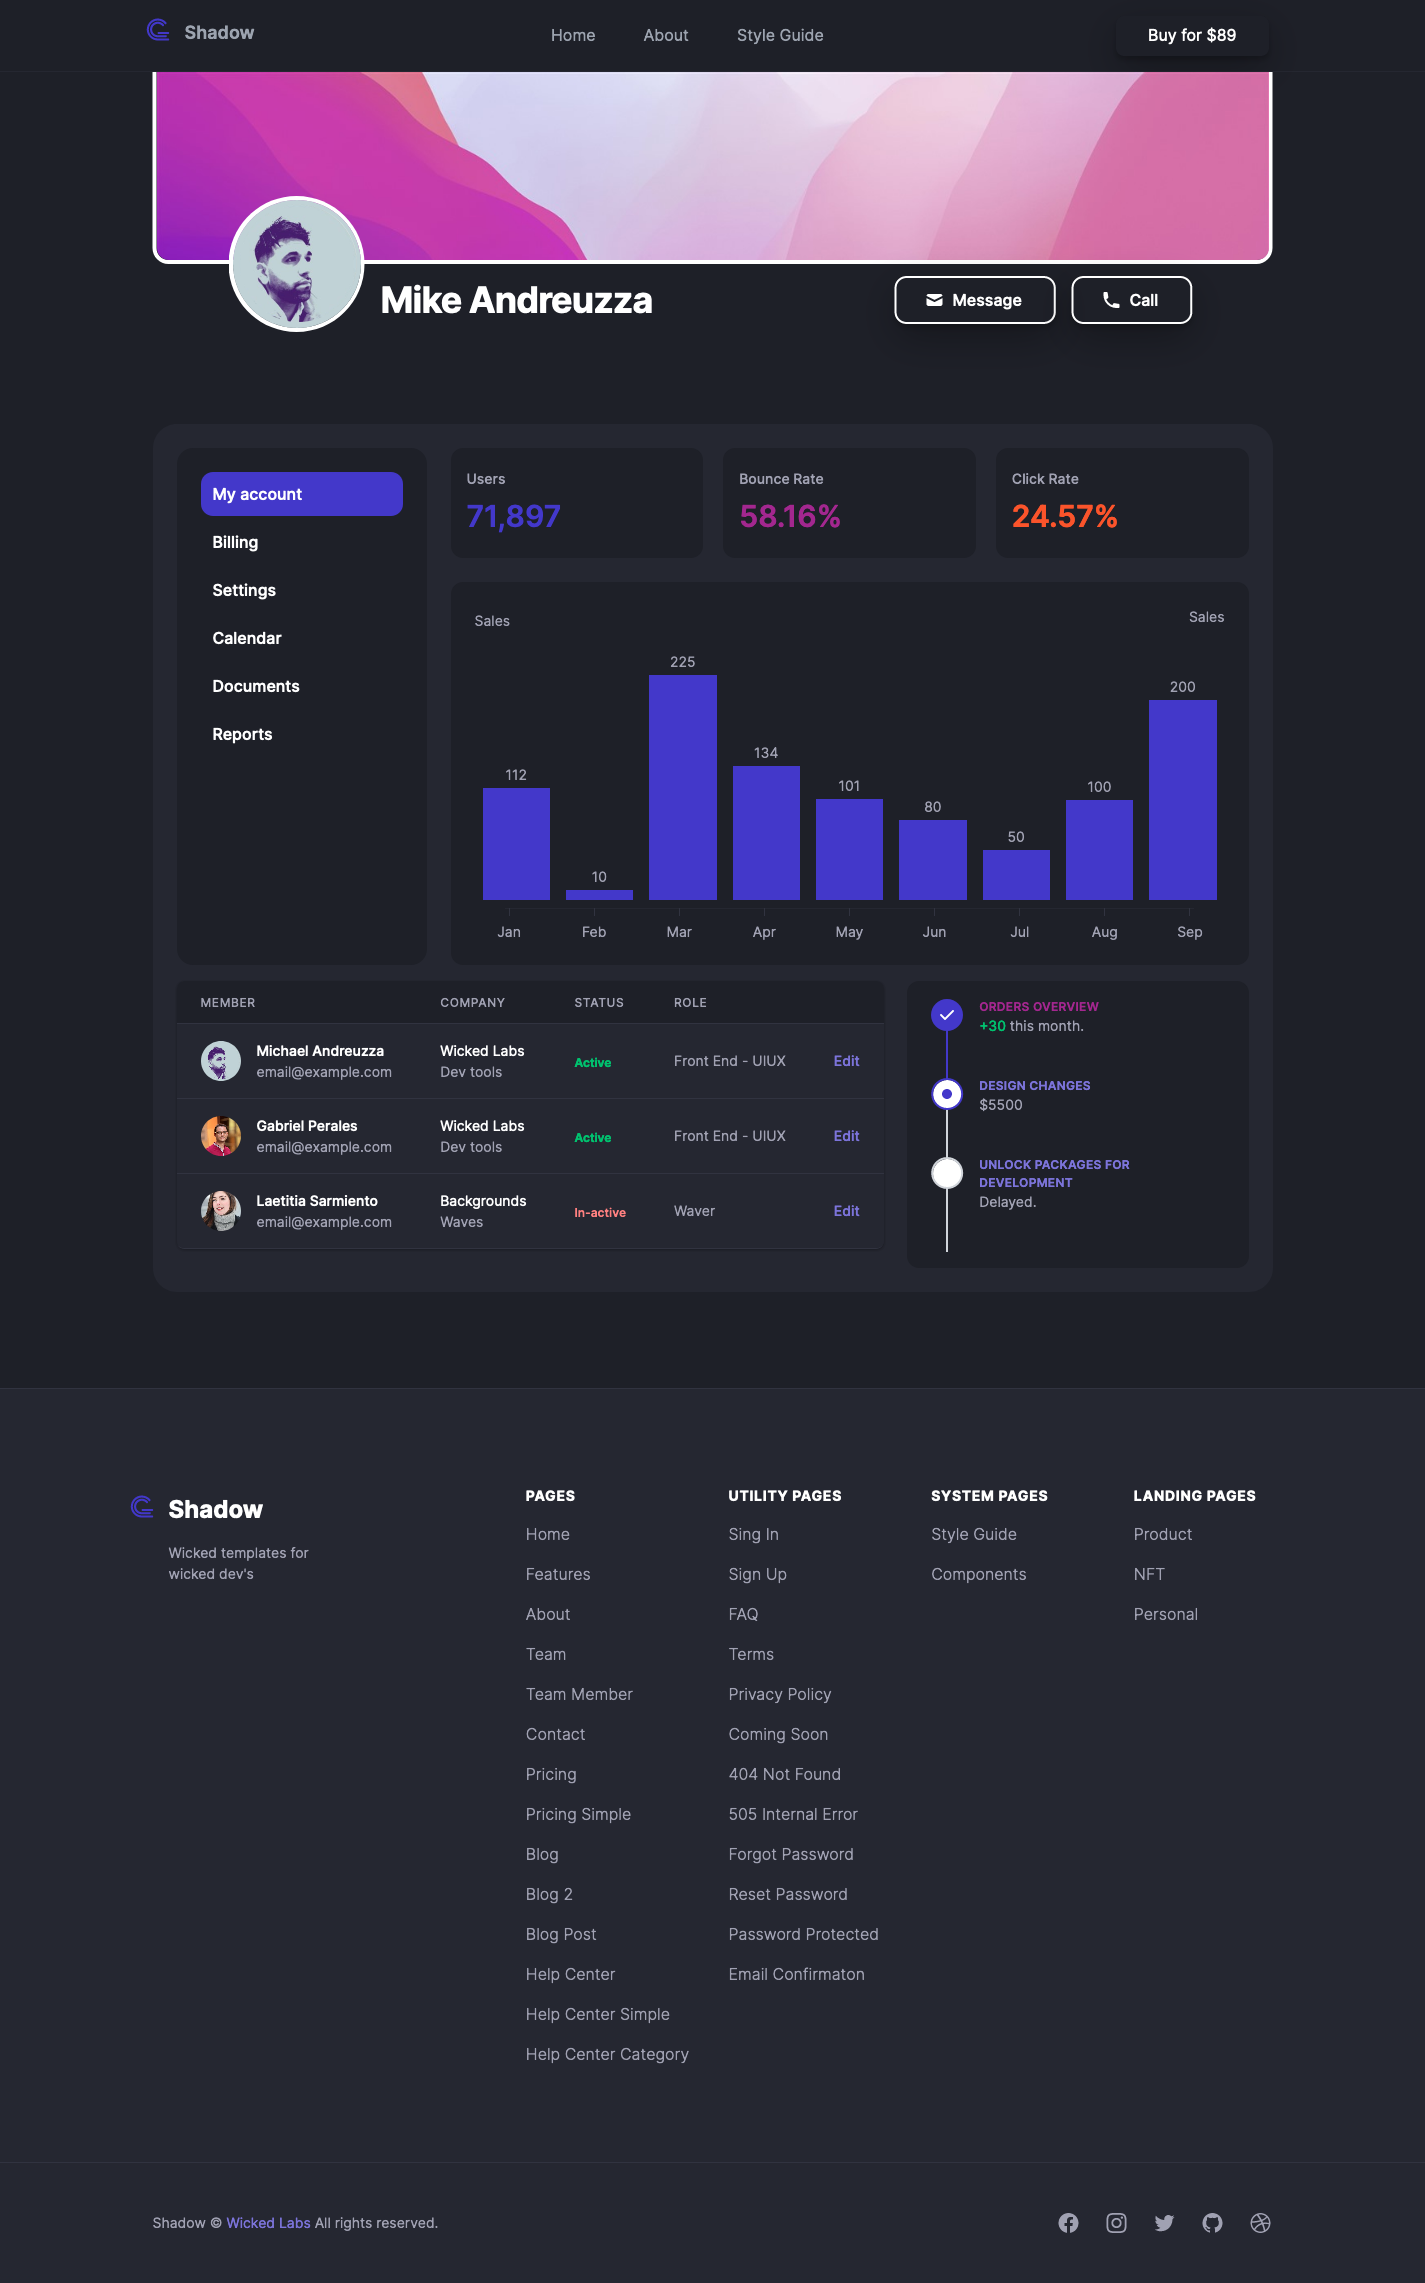 Shadow
Home
About
Style Guide
Buy for $89
Mike Andreuzza
Message
Call
My account
Billing
Settings
Calendar
Documents
Reports
Users
71,897
Bounce Rate
58.16%
Click Rate
24.57%
Sales
Sales
112
10
225
134
101
80
50
100
200
Jan
Feb
Mar
Apr
May
Jun
Jul
Aug
Sep
MEMBER
COMPANY
STATUS
ROLE
Michael Andreuzza
email@example.com
Wicked Labs
Dev tools
Active
Front End - UIUX
Edit
Gabriel Perales
email@example.com
Wicked Labs
Dev tools
Active
Front End - UIUX
Edit
Laetitia Sarmiento
email@example.com
Backgrounds
Waves
In-active
Waver
Edit
ORDERS OVERVIEW
+30 this month.
DESIGN CHANGES
$5500
UNLOCK PACKAGES FOR
DEVELOPMENT
Delayed.
Shadow
Wicked templates for
wicked dev's
PAGES
Home
Features
About
Team
Team Member
Contact
Pricing
Pricing Simple
Blog
Blog 2
Blog Post
Help Center
Help Center Simple
Help Center Category
UTILITY PAGES
Sing In
Sign Up
FAQ
Terms
Privacy Policy
Coming Soon
404 Not Found
505 Internal Error
Forgot Password
Reset Password
Password Protected
Email Confirmaton
SYSTEM PAGES
Style Guide
Components
LANDING PAGES
Product
NFT
Personal
Shadow © Wicked Labs All rights reserved.